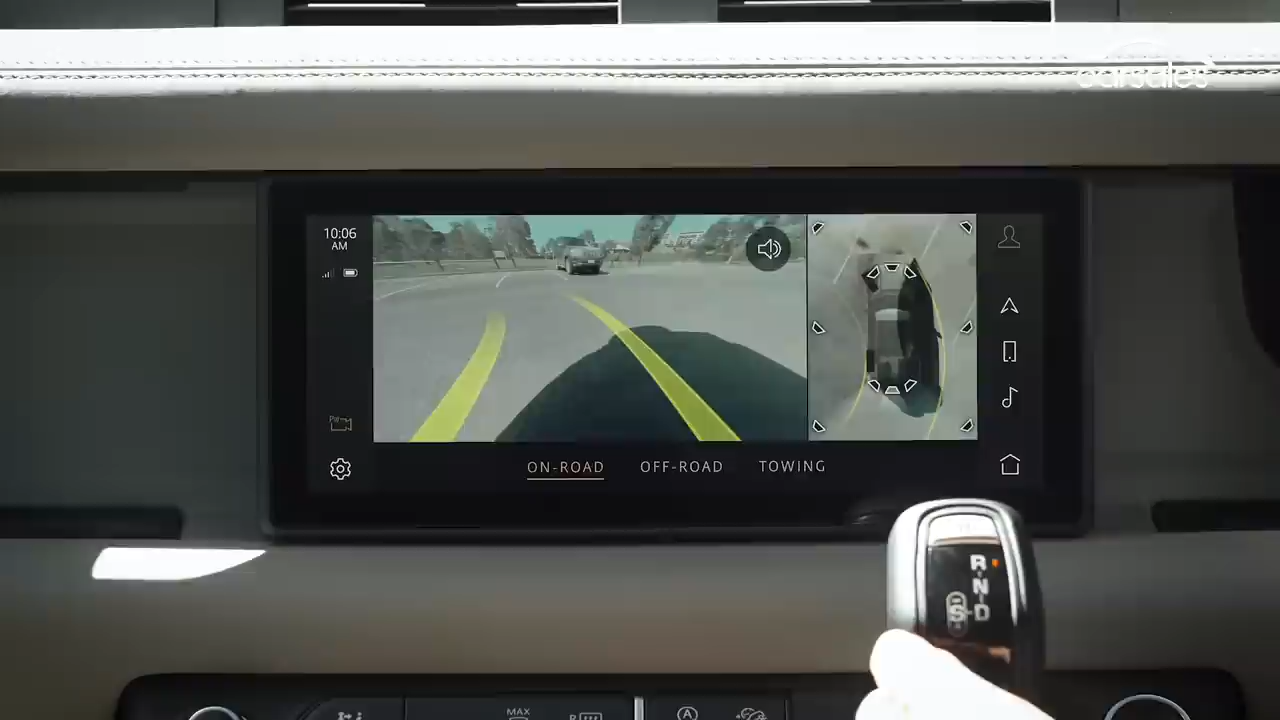 carsales
10:06
AM
ON-ROAD
OFF-ROAD
TOWING
R
N
S
D
MAX
R
A